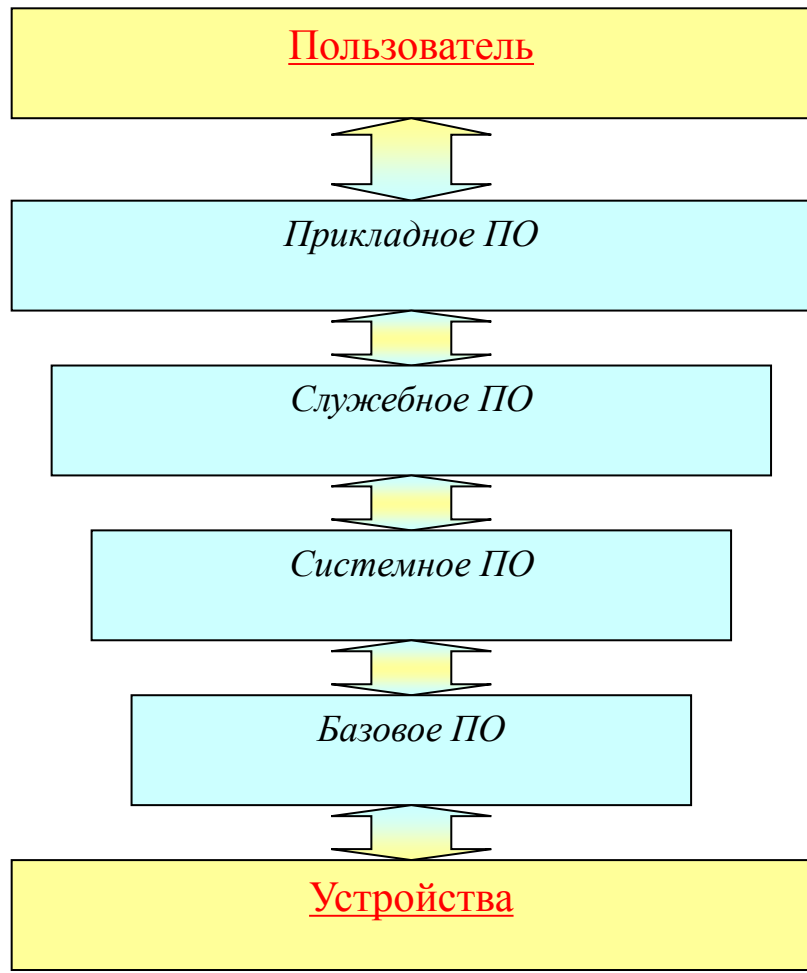 Пользователь
Прикладное ПО
Служебное ПО
Системное ПО
Базовое ПО
Устройства